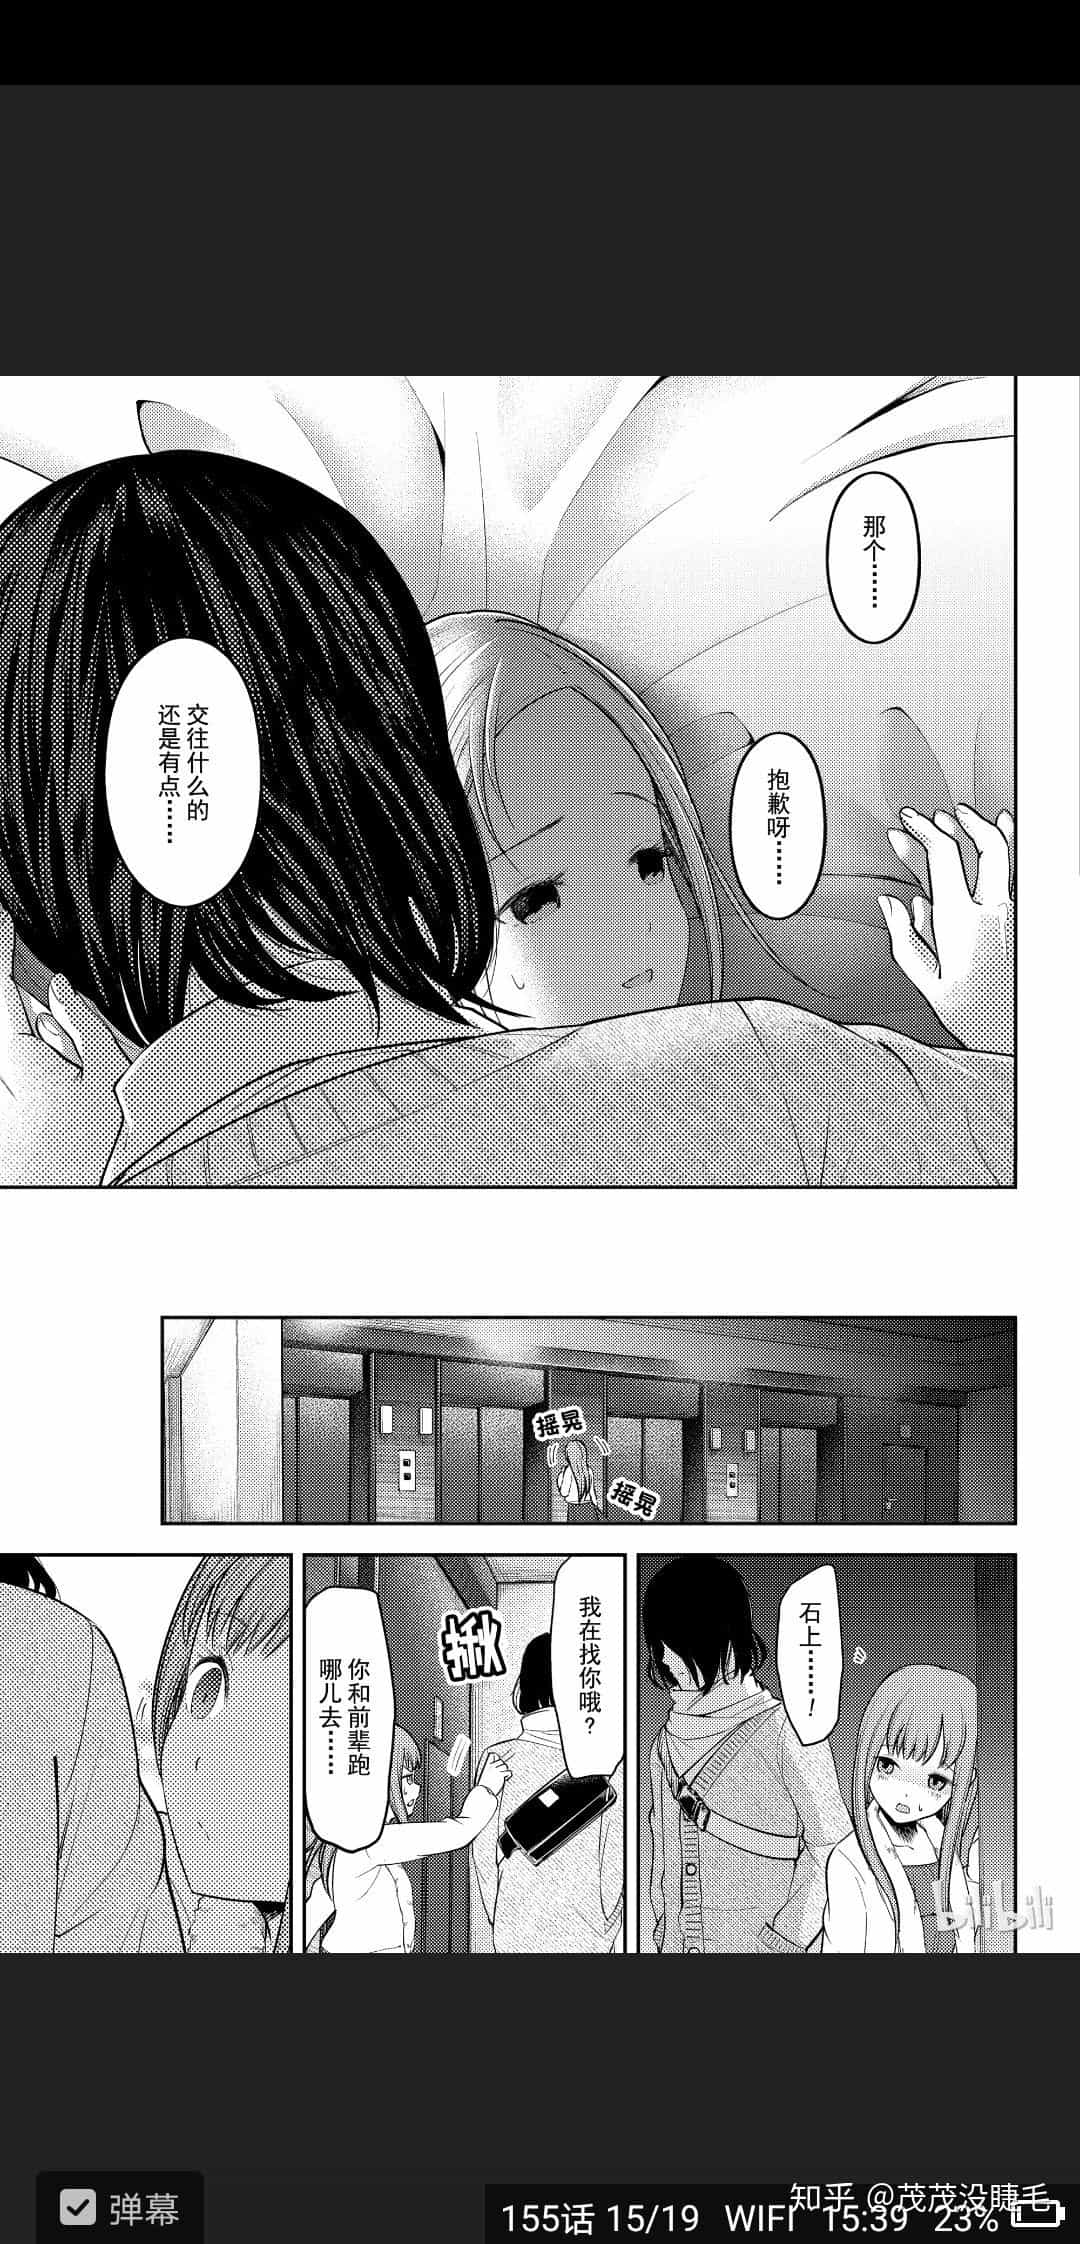 那个……
抱歉呀……
交往什么的
还是有点……
摇晃
摇晃
石上……！
我在找你哦？
揪
你和前辈跑
哪儿去……
bilibili
弹幕
知乎 @茂茂没睫毛
155话 15/19 WIFI 15:39 23%